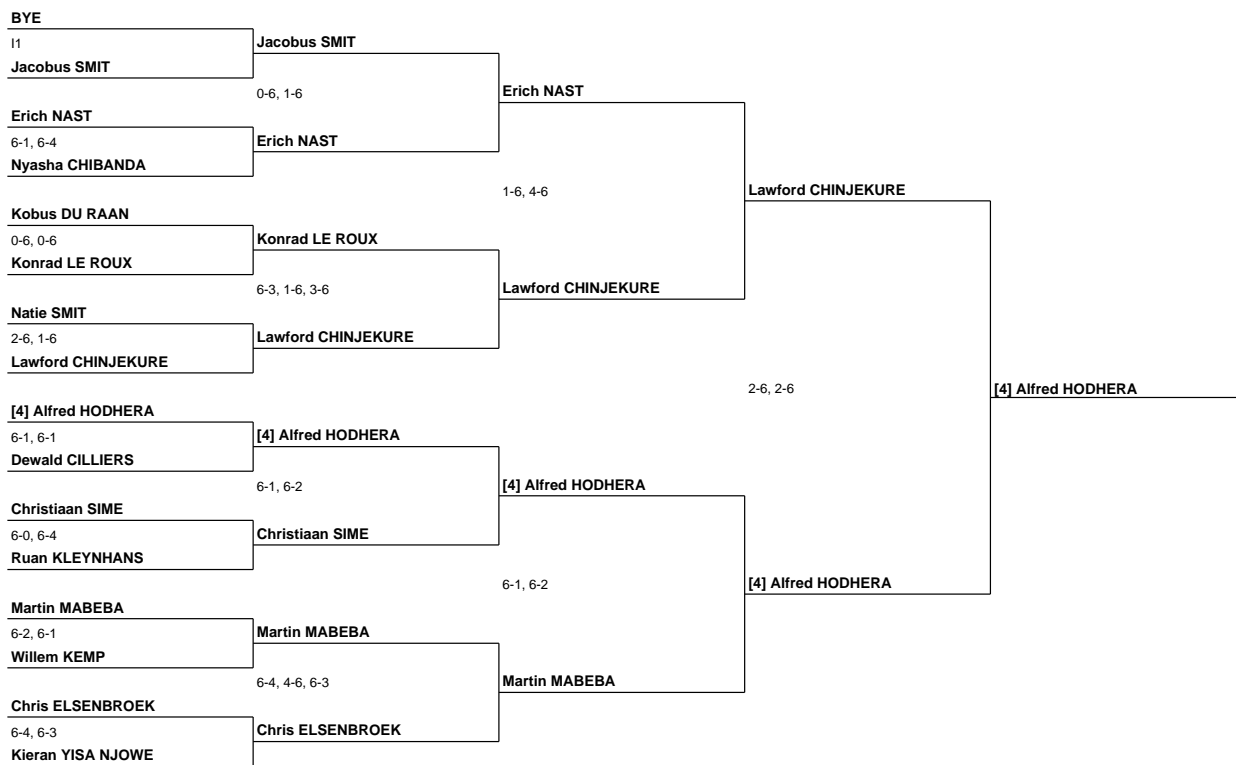 BYE
I1
Jacobus SMIT
Jacobus SMIT
0-6, 1-6
Erich NAST
Erich NAST
6-1, 6-4
Erich NAST
Nyasha CHIBANDA
1-6, 4-6
Lawford CHINJEKURE
Kobus DU RAAN
0-6, 0-6
Konrad LE ROUX
Konrad LE ROUX
6-3, 1-6, 3-6
Lawford CHINJEKURE
Natie SMIT
2-6, 1-6
Lawford CHINJEKURE
Lawford CHINJEKURE
2-6, 2-6
[4] Alfred HODHERA
[4] Alfred HODHERA
6-1, 6-1
[4] Alfred HODHERA
Dewald CILLIERS
6-1, 6-2
[4] Alfred HODHERA
Christiaan SIME
6-0, 6-4
Christiaan SIME
Ruan KLEYNHANS
6-1, 6-2
[4] Alfred HODHERA
Martin MABEBA
6-2, 6-1
Martin MABEBA
Willem KEMP
6-4, 4-6, 6-3
Martin MABEBA
Chris ELSENBROEK
6-4, 6-3
Chris ELSENBROEK
Kieran YISA NJOWE